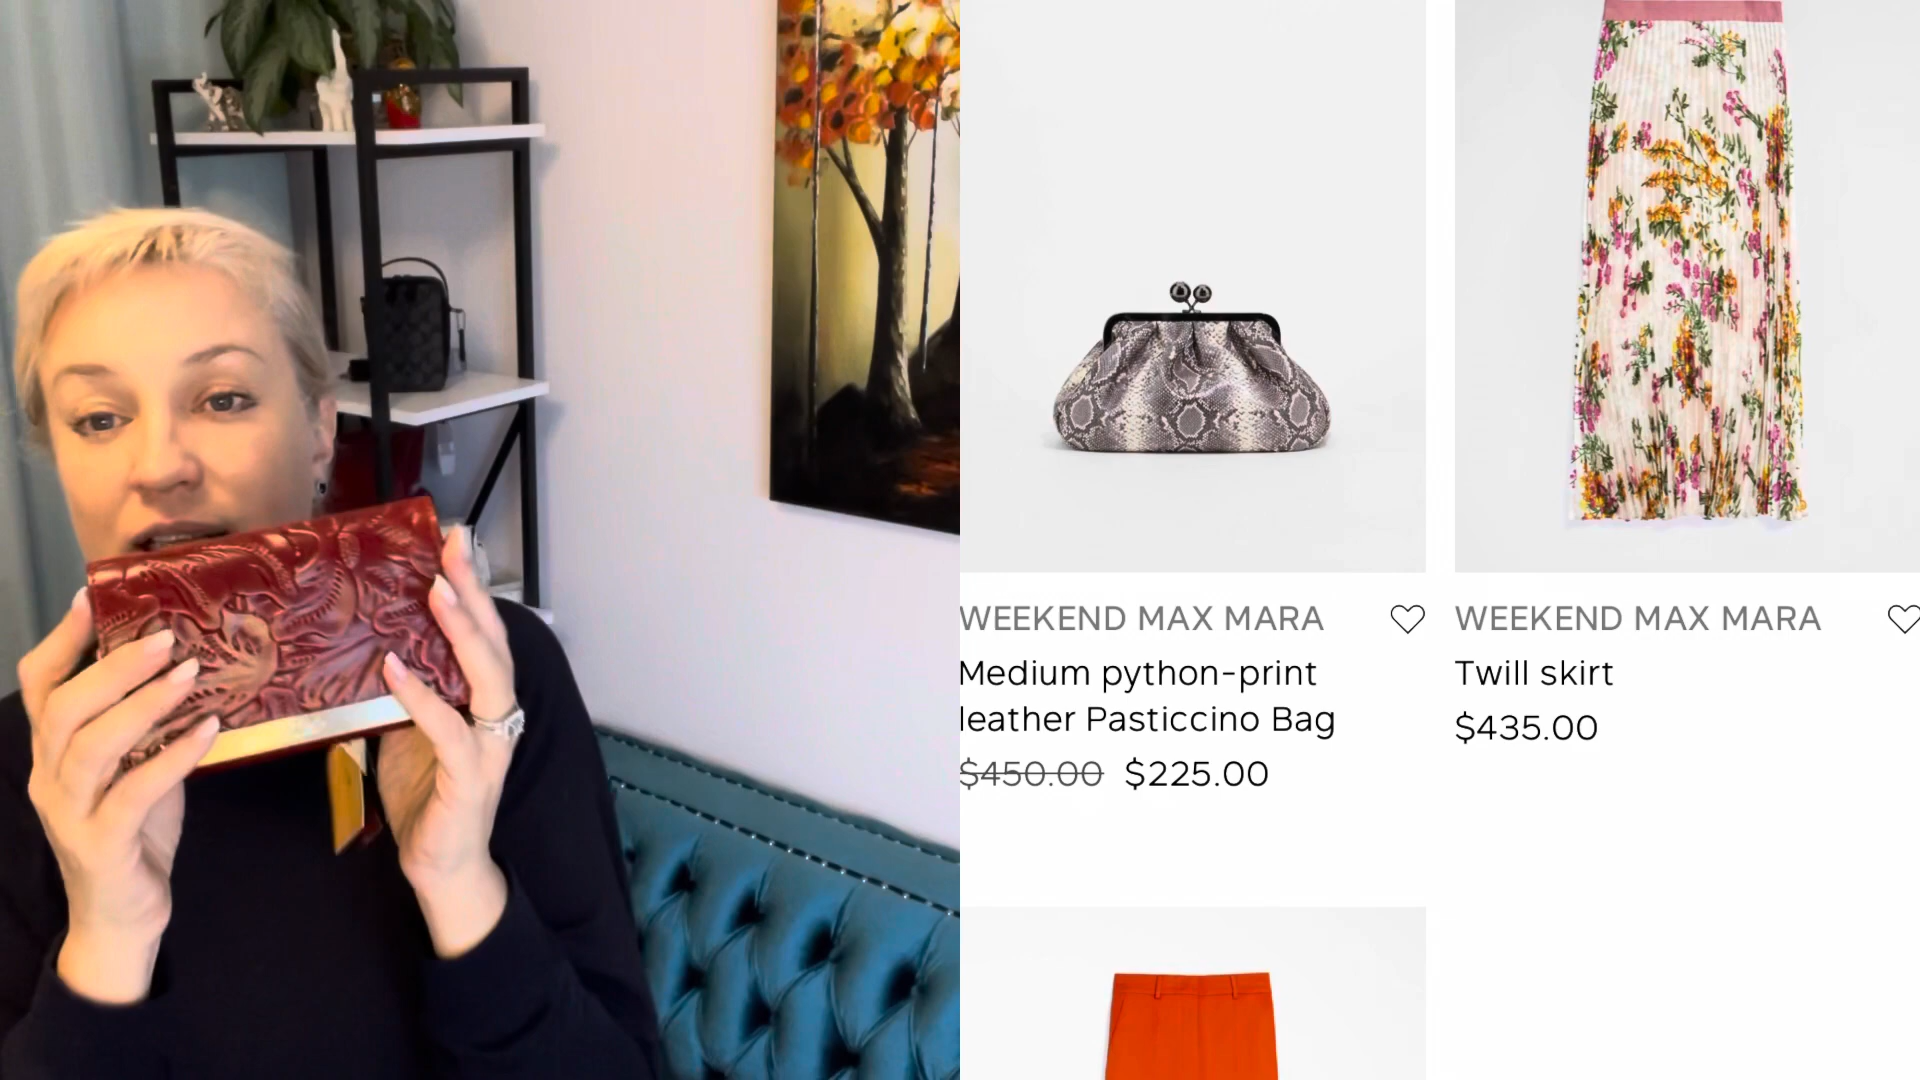 WEEKEND MAX MARA
Medium python-print
leather Pasticcino Bag
$450.00 $225.00
WEEKEND MAX MARA
Twill skirt
$435.00